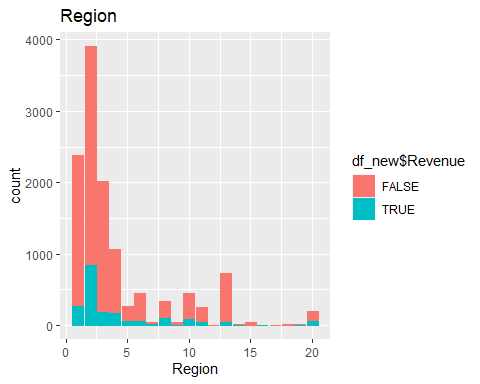 Region
4000
3000
2000
1000
0
count
0 5 10 15 20
Region
df_new$Revenue
FALSE
TRUE